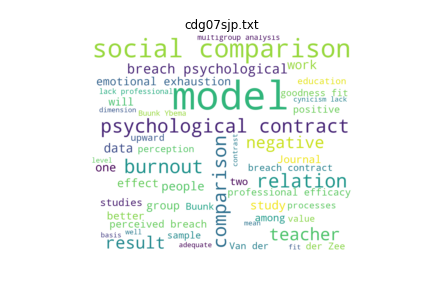 cdg07sjp.txt
multigroup analysis
social comparison
breach psychological work
emotional exhaustion education
lack professional model cynicism lack
goodness fit
will positive
dimension Buunk Ybema
psychological contract
upward contrast negative
data perception
one Journal
level burnout breach contract
effect people two relation
professional efficacy
studies group Buunk comparison study processes
better among value
perceived breach mean teacher
basis well sample
result adequate Van der fit der Zee